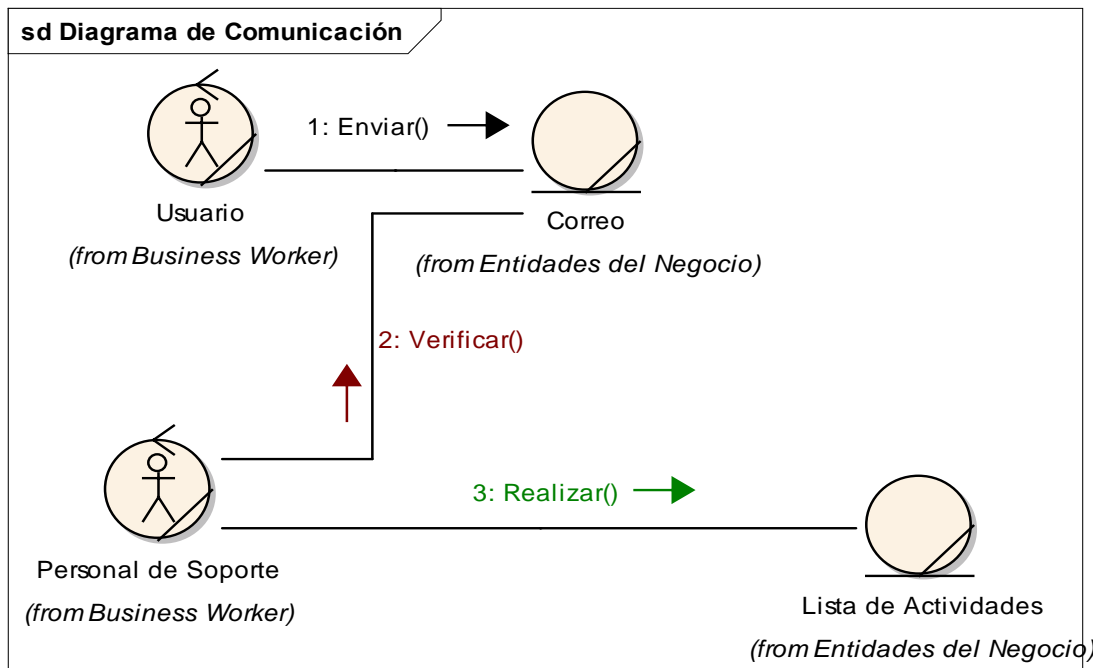 sd Diagrama de Comunicación
1: Enviar()
Usuario
(from Business Worker)
Correo
(from Entidades del Negocio)
2: Verificar()
3: Realizar()
Personal de Soporte
(from Business Worker)
Lista de Actividades
(from Entidades del Negocio)